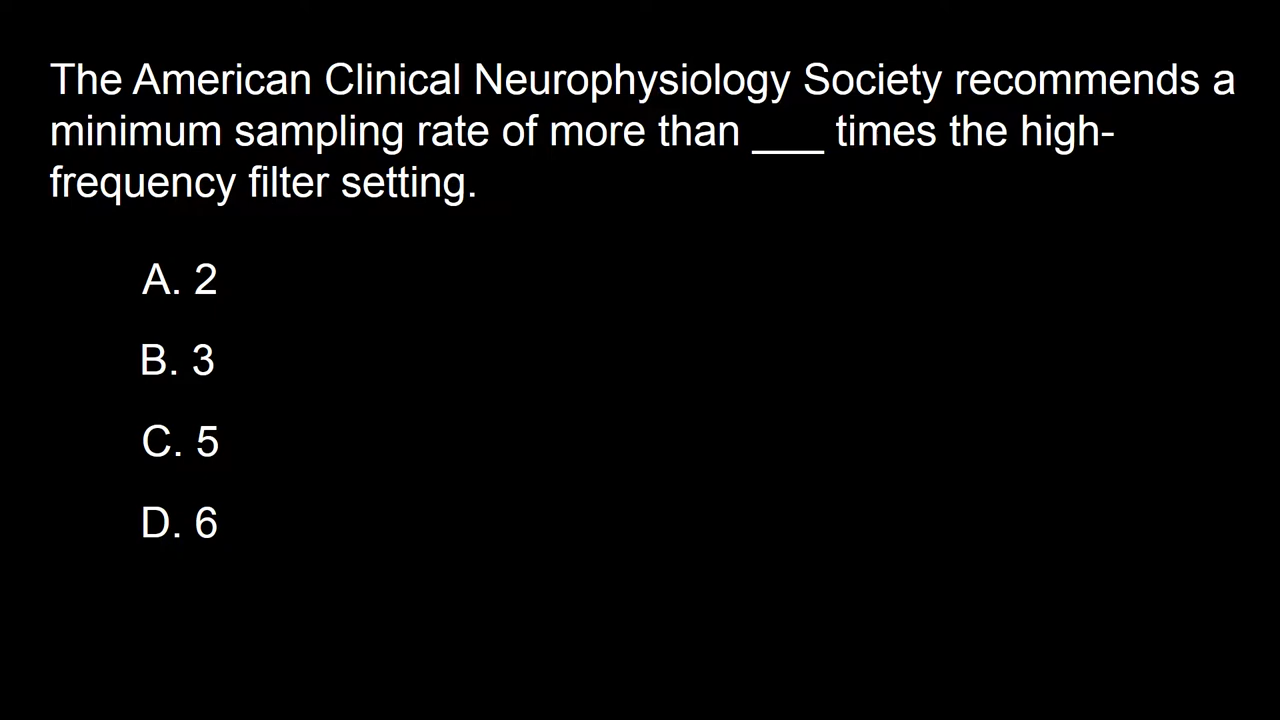 The American Clinical Neurophysiology Society recommends a
minimum sampling rate of more than ___ times the high-
frequency filter setting.
A. 2
B. 3
C. 5
D. 6